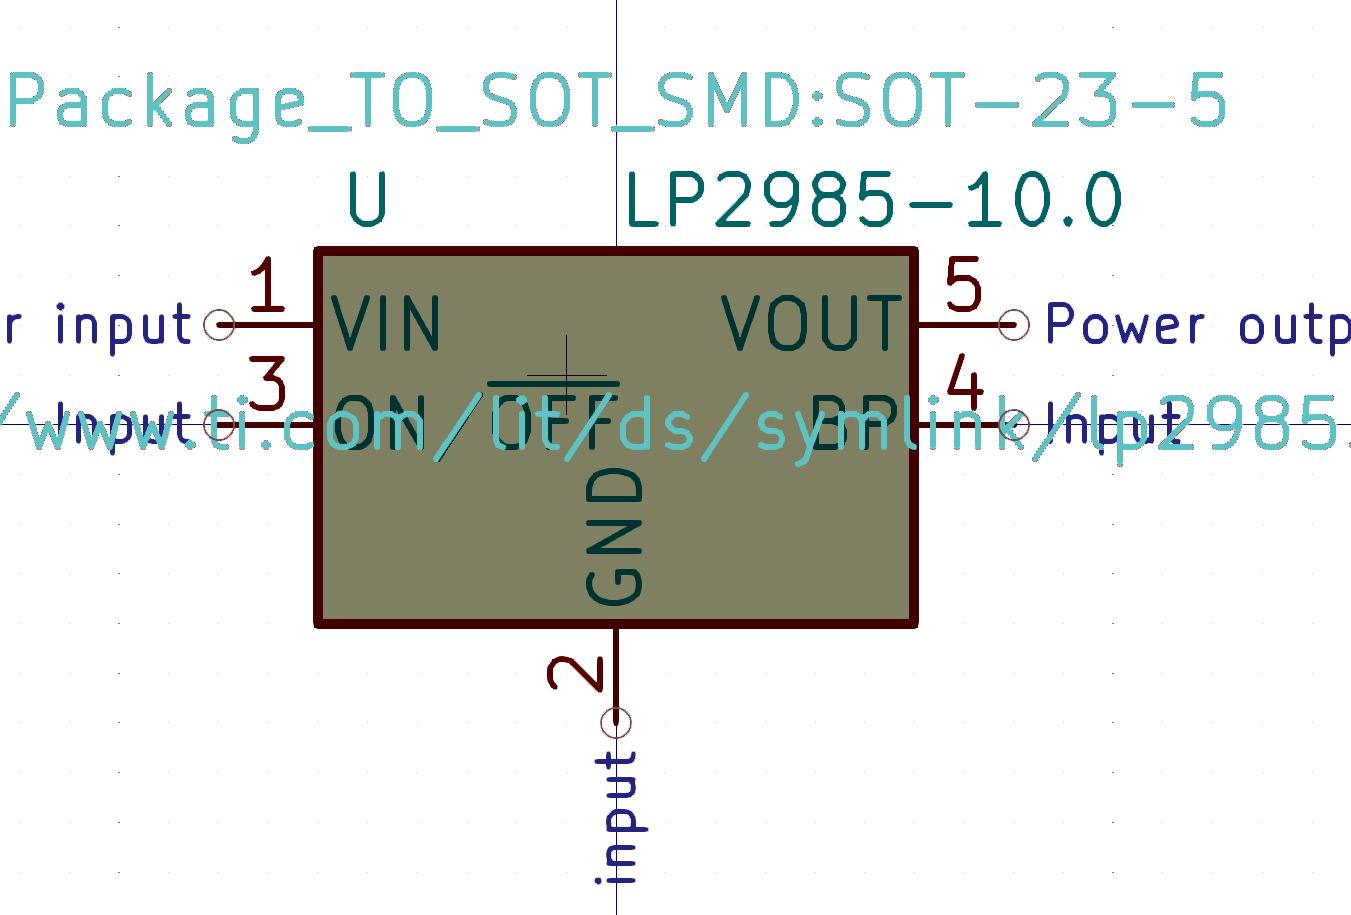 Package_TO_SOT_SMD:SOT-23-5
U LP2985-10.0
1 5
VIN VOUT
r input Power outp
3 4
ON/OFF BP
Input Input
/www.ti.com/lit/ds/symlink/lp2985.
GND
2
input